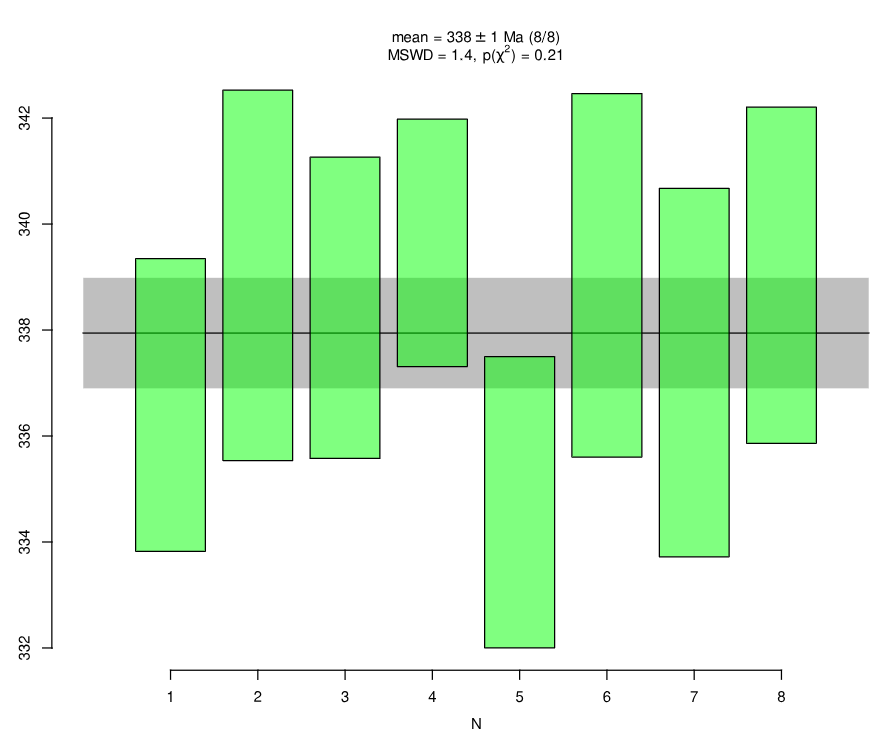 mean = 338 ± 1 Ma (8/8)
MSWD = 1.4, p(χ²) = 0.21
342
340
338
336
334
332
1 2 3 4 5 6 7 8
N